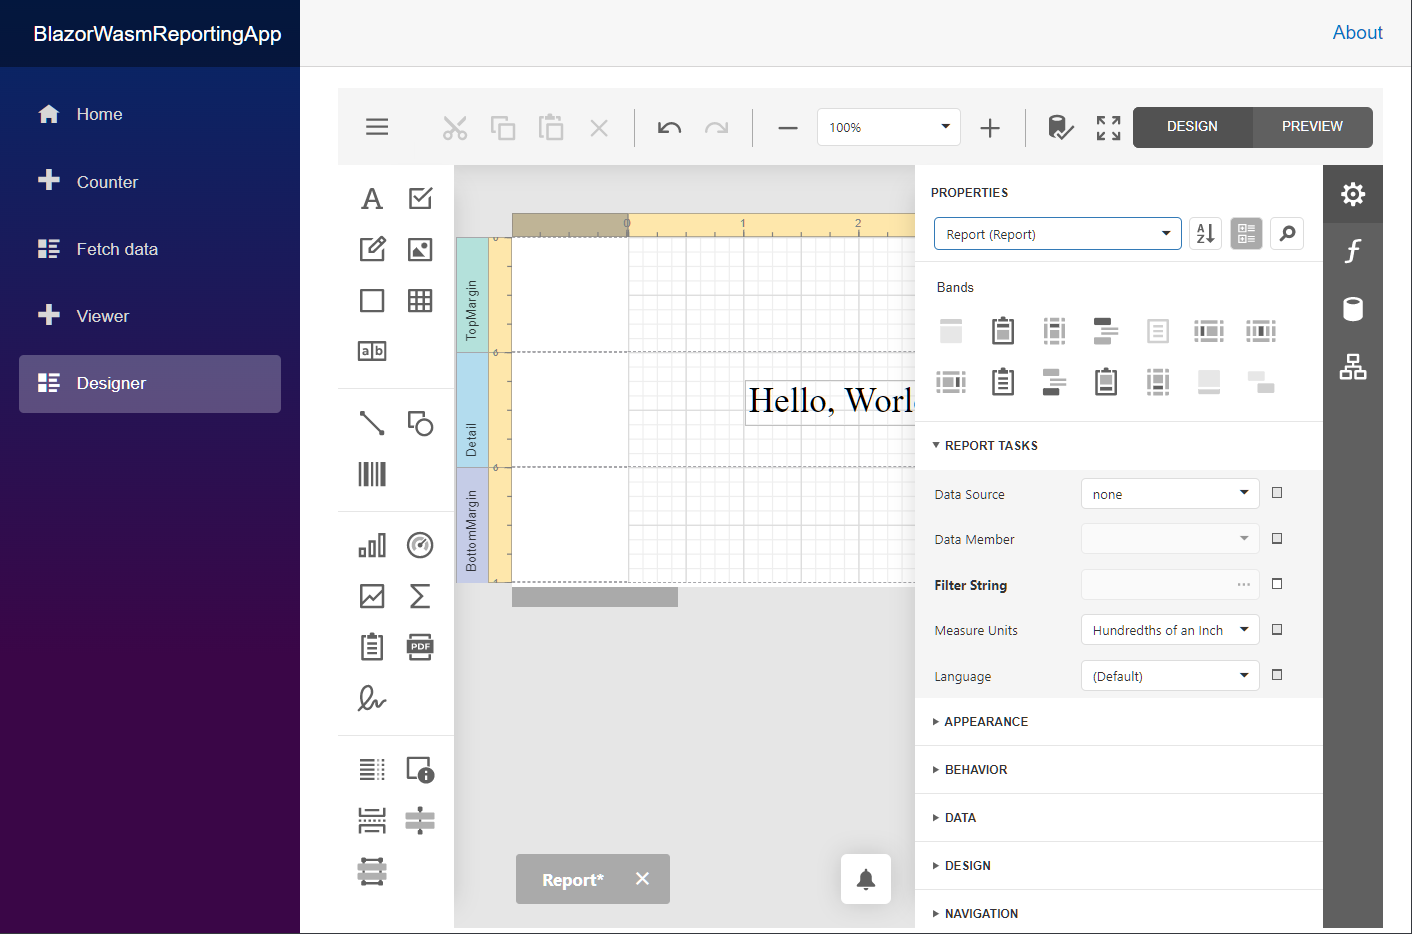 BlazorWasmReportingApp
About
Home
Counter
Fetch data
Viewer
Designer
100%
DESIGN
PREVIEW
A
ab
PDF
0 1 2
TopMargin
Detail
BottomMargin
Hello, Worl
Report*
PROPERTIES
Report (Report)
A
Z
f
Bands
REPORT TASKS
Data Source
none
Data Member
Filter String
Measure Units
Hundredths of an Inch
Language
(Default)
APPEARANCE
BEHAVIOR
DATA
DESIGN
NAVIGATION